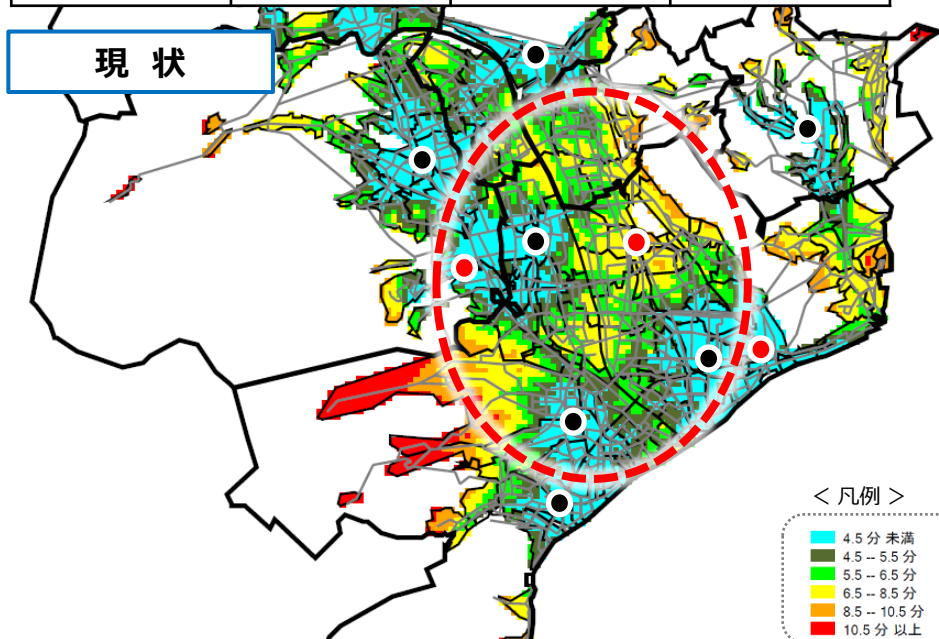 現 状
＜ 凡例 ＞
4.5 分 未満
4.5 -- 5.5 分
5.5 -- 6.5 分
6.5 -- 8.5 分
8.5 -- 10.5 分
10.5 分 以上